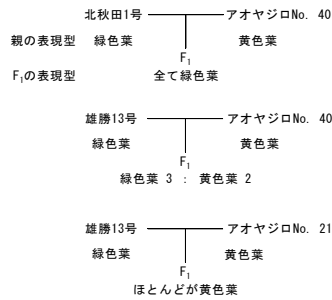 北秋田1号 アオヤジロNo. 40
親の表現型 緑色葉 黄色葉
F₁
F₁の表現型 全て緑色葉
雄勝13号 アオヤジロNo. 40
緑色葉 黄色葉
F₁
緑色葉 3 : 黄色葉 2
雄勝13号 アオヤジロNo. 21
緑色葉 黄色葉
F₁
ほとんどが黄色葉